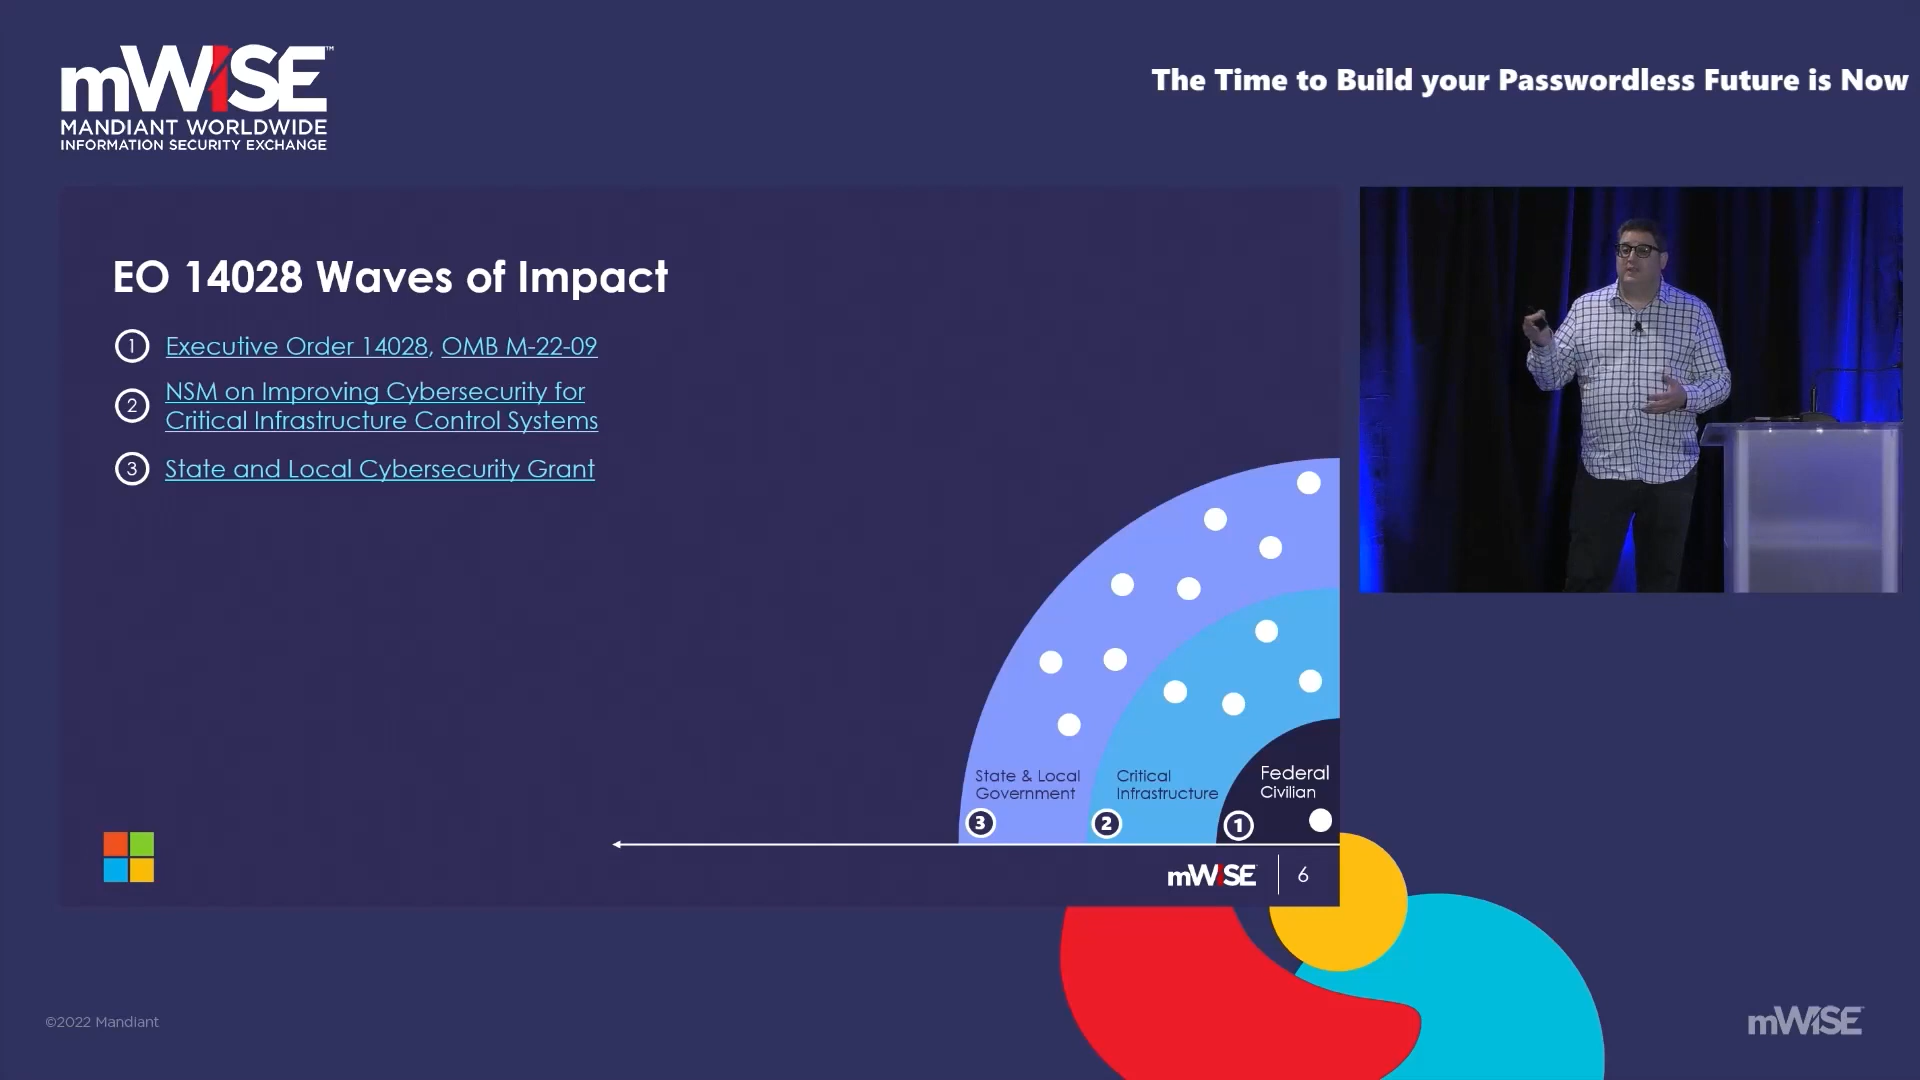 mWISE™
MANDIANT WORLDWIDE
INFORMATION SECURITY EXCHANGE
The Time to Build your Passwordless Future is Now
EO 14028 Waves of Impact
1 Executive Order 14028, OMB M-22-09
2 NSM on Improving Cybersecurity for
Critical Infrastructure Control Systems
3 State and Local Cybersecurity Grant
State & Local
Government
3
Critical
Infrastructure
2
Federal
Civilian
1
mWISE 6
©2022 Mandiant
mWISE